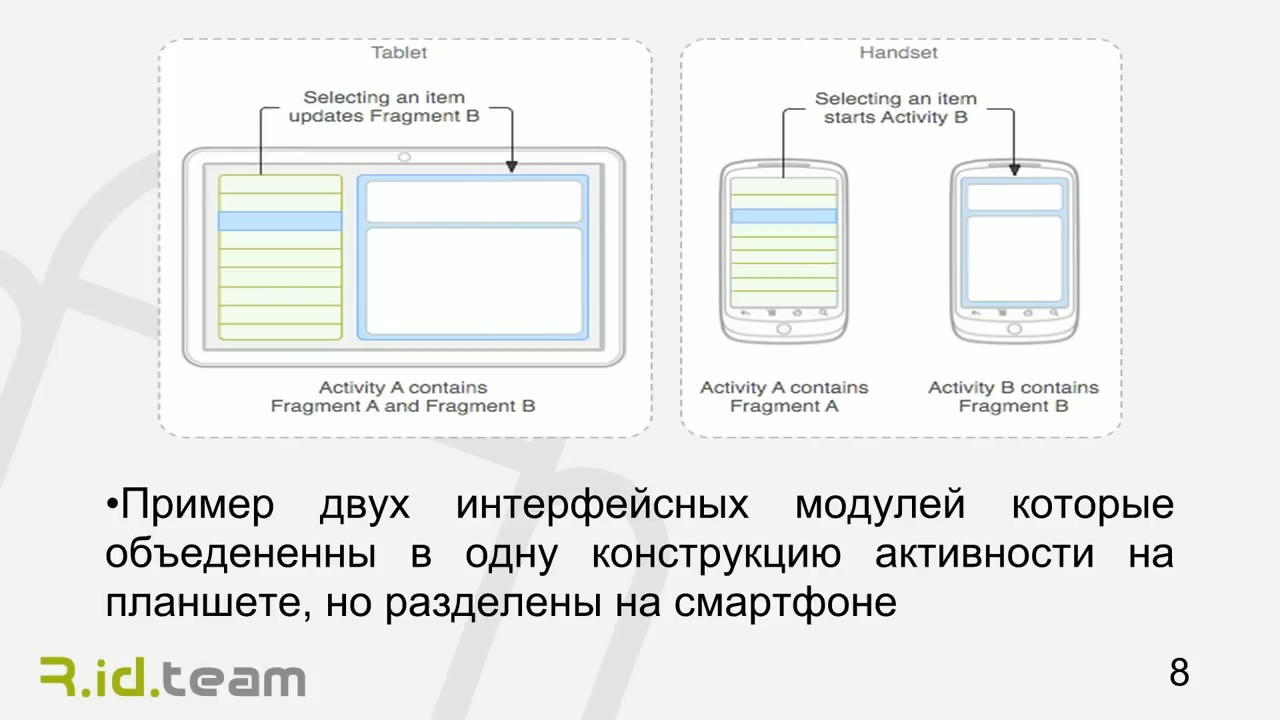 Tablet
Selecting an item
updates Fragment B
Activity A contains
Fragment A and Fragment B
Handset
Selecting an item
starts Activity B
Activity A contains
Fragment A
Activity B contains
Fragment B
•Пример двух интерфейсных модулей которые
объедененны в одну конструкцию активности на
планшете, но разделены на смартфоне
R.id.team
8